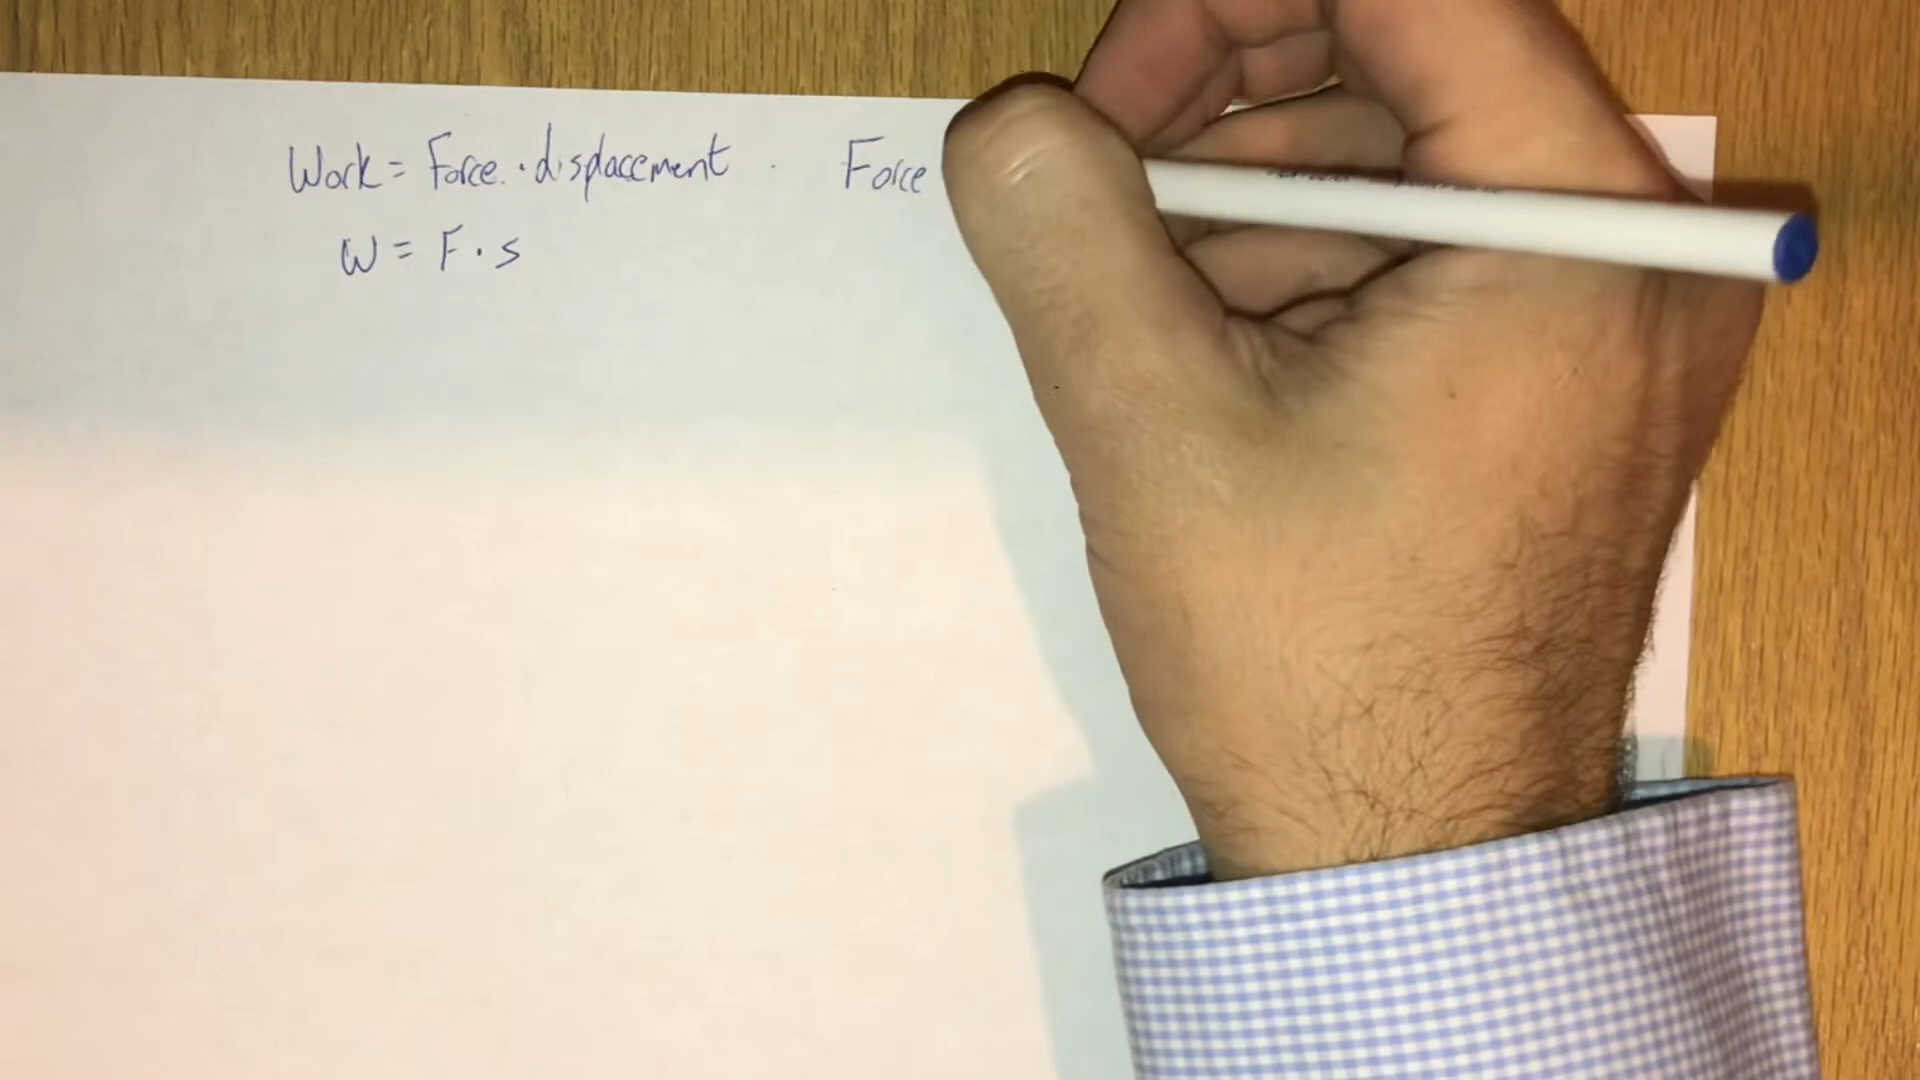 Work = Force · displacement · Force
W = F · s